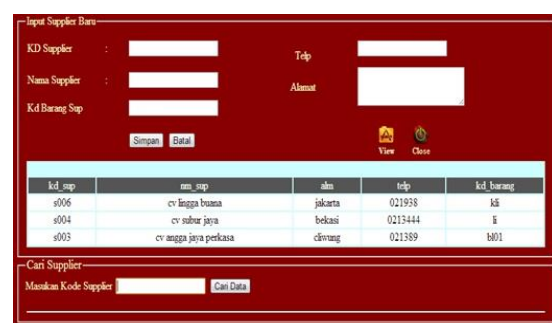 Input Supplier Baru
KD Supplier :
Telp
Nama Supplier :
Alamat
Kd Barang Sup
Simpan Batal
View Close
kd_sup nm_sup alm telp kd_barang
s006 cv lingga buana jakarta 021938 kli
s004 cv subur jaya bekasi 0213444 li
s003 cv angga jaya perkasa cliwung 021389 bl01
Cari Supplier
Masukan Kode Supplier Cari Data